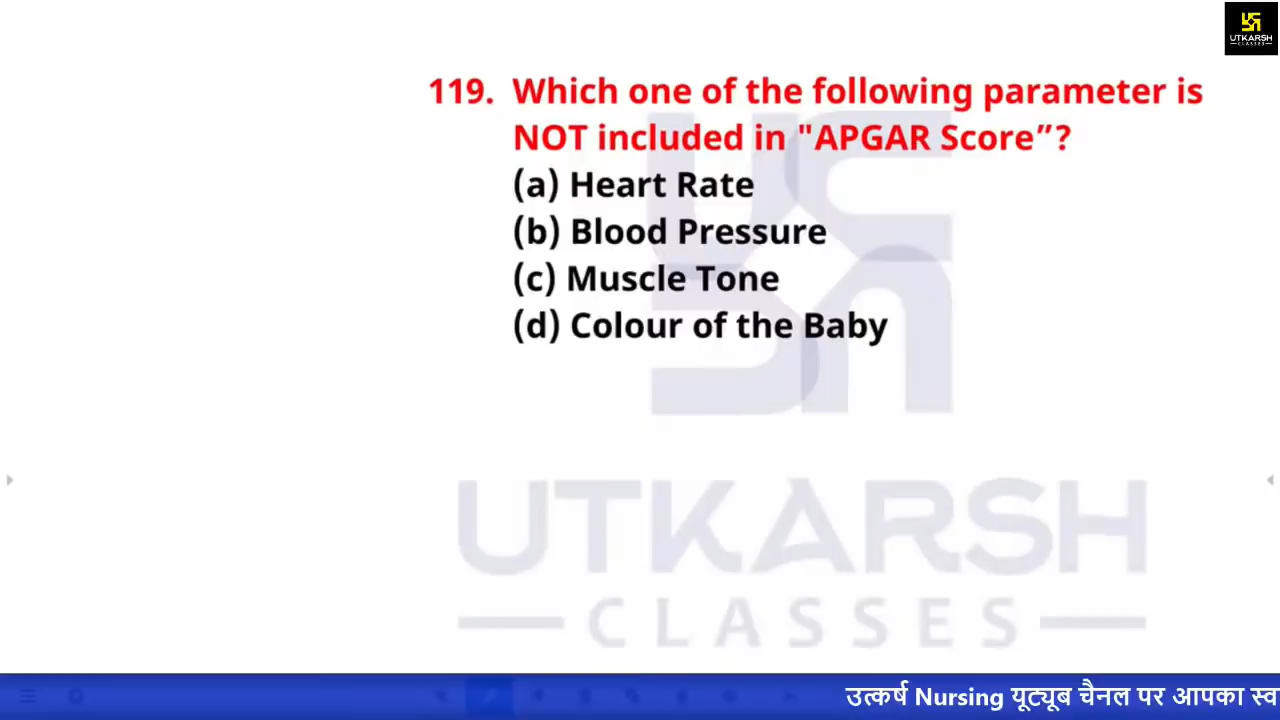 UTKARSH
CLASSES
119. Which one of the following parameter is
NOT included in "APGAR Score”?
(a) Heart Rate
(b) Blood Pressure
(c) Muscle Tone
(d) Colour of the Baby
UTKARSH
CLASSES
उत्कर्ष Nursing यूट्यूब चैनल पर आपका स्व